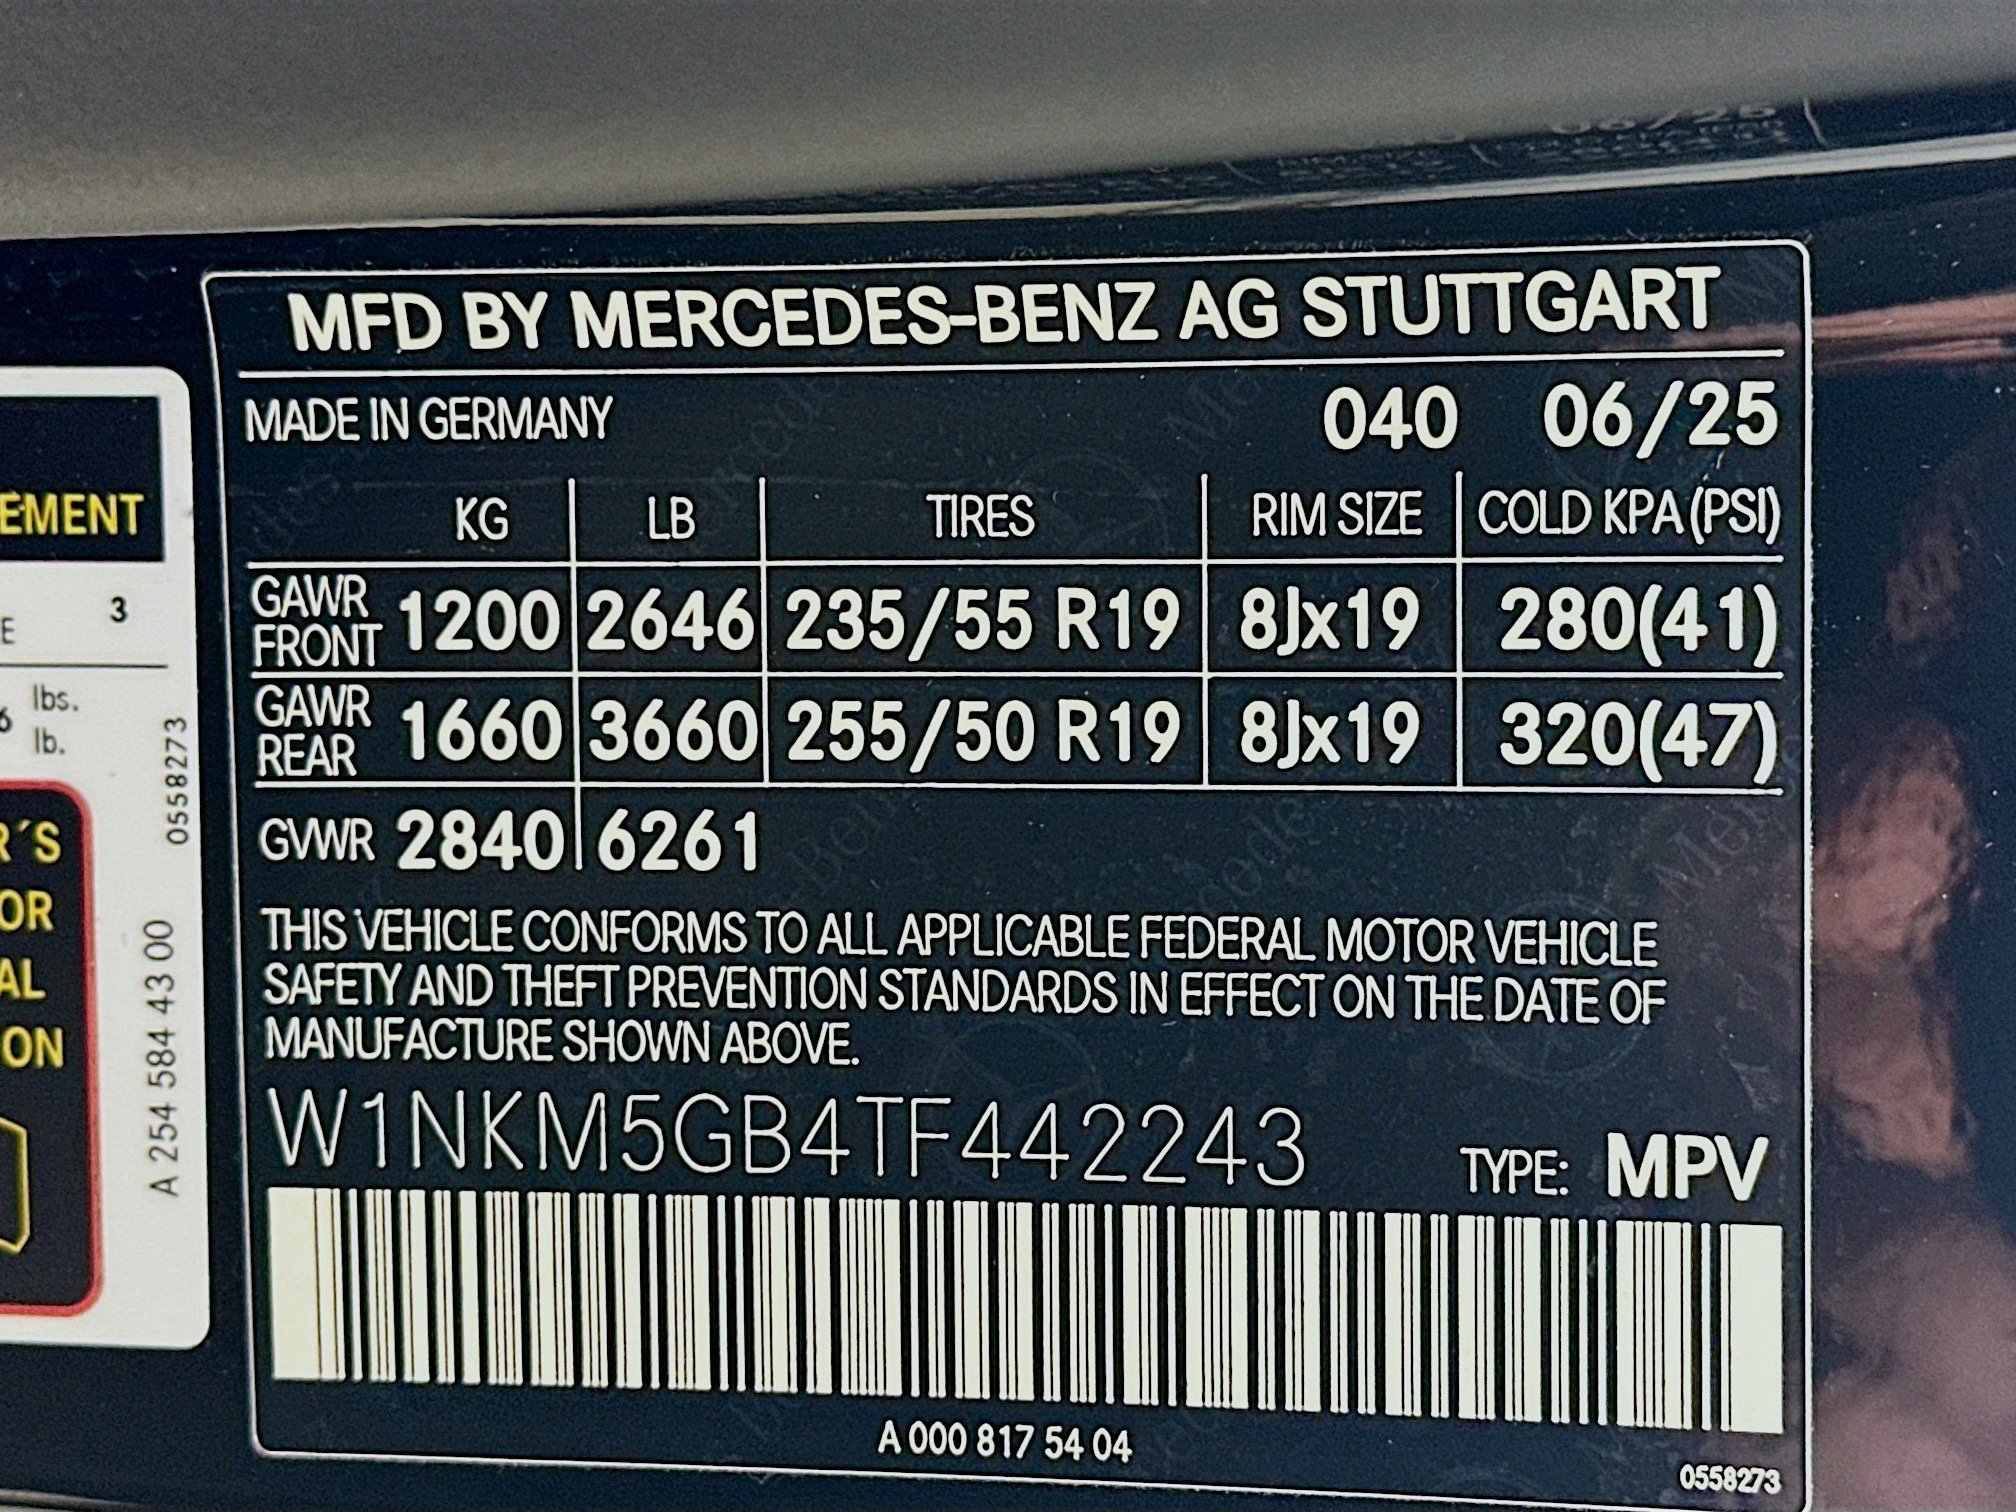 MFD BY MERCEDES-BENZ AG STUTTGART
MADE IN GERMANY 040 06/25
KG LB TIRES RIM SIZE COLD KPA (PSI)
GAWR FRONT 1200 2646 235/55 R19 8Jx19 280(41)
GAWR REAR 1660 3660 255/50 R19 8Jx19 320(47)
GVWR 2840 6261
THIS VEHICLE CONFORMS TO ALL APPLICABLE FEDERAL MOTOR VEHICLE
SAFETY AND THEFT PREVENTION STANDARDS IN EFFECT ON THE DATE OF
MANUFACTURE SHOWN ABOVE.
W1NKM5GB4TF442243 TYPE: MPV
A 000 817 54 04
0558273
EMENT
E 3
6 lbs.
lb.
R´S
OR
AL
ON
0558273
A 254 584 43 00